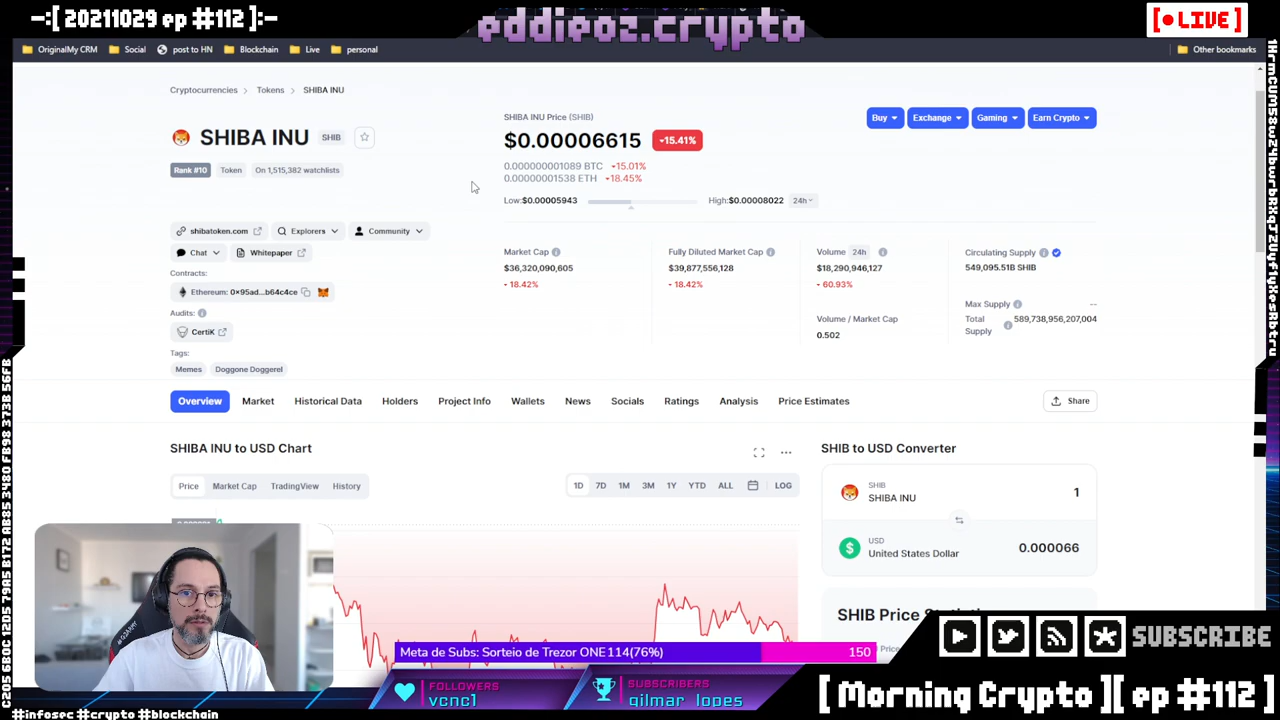 -:[ 20211029 ep #112 ]:-
eddieoz.crypto
[ • LIVE ]
OriginalMy CRM
Social
post to HN
Blockchain
Live
personal
Other bookmarks
Cryptocurrencies > Tokens > SHIBA INU
SHIBA INU SHIB
Rank #10
Token
On 1,515,382 watchlists
SHIBA INU Price (SHIB)
$0.00006615 15.41%
0.000000001089 BTC 15.01%
0.00000001538 ETH 18.45%
Low: $0.00005943
High: $0.00008022
24h
Buy
Exchange
Gaming
Earn Crypto
shibatoken.com
Explorers
Community
Chat
Whitepaper
Contracts:
Ethereum: 0x95ad...b64c4ce
Audits:
CertiK
Tags:
Memes
Doggone Doggerel
Market Cap
$36,320,090,605
18.42%
Fully Diluted Market Cap
$39,877,556,128
18.42%
Volume 24h
$18,290,946,127
60.93%
Volume / Market Cap
0.502
Circulating Supply
549,095.51B SHIB
Max Supply --
Total Supply 589,738,956,207,004
Overview
Market
Historical Data
Holders
Project Info
Wallets
News
Socials
Ratings
Analysis
Price Estimates
Share
SHIBA INU to USD Chart
Price
Market Cap
TradingView
History
1D
7D
1M
3M
1Y
YTD
ALL
LOG
SHIB to USD Converter
SHIB
SHIBA INU
1
USD
United States Dollar
0.000066
SHIB Price
Meta de Subs: Sorteio de Trezor ONE 114(76%)
150
FOLLOWERS
vcnc1
SUBSCRIBERS
gilmar_lopes
SUBSCRIBE
[ Morning Crypto ][ ep #112 ]
#infosec #crypto #blockchain